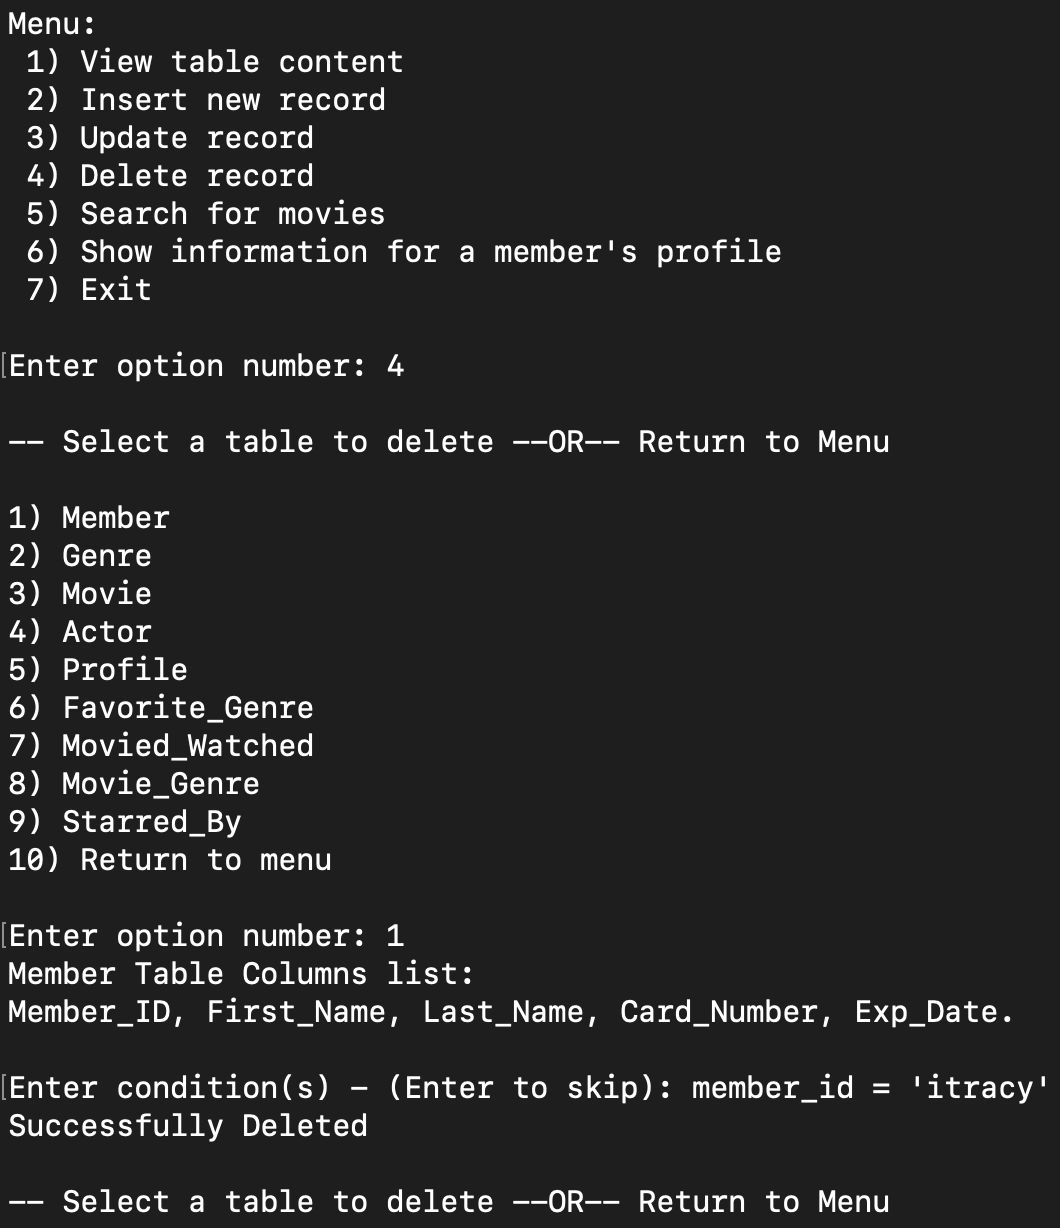 Menu:
1) View table content
2) Insert new record
3) Update record
4) Delete record
5) Search for movies
6) Show information for a member's profile
7) Exit
Enter option number: 4
-- Select a table to delete --OR-- Return to Menu
1) Member
2) Genre
3) Movie
4) Actor
5) Profile
6) Favorite_Genre
7) Movied_Watched
8) Movie_Genre
9) Starred_By
10) Return to menu
Enter option number: 1
Member Table Columns list:
Member_ID, First_Name, Last_Name, Card_Number, Exp_Date.
Enter condition(s) - (Enter to skip): member_id = 'itracy'
Successfully Deleted
-- Select a table to delete --OR-- Return to Menu